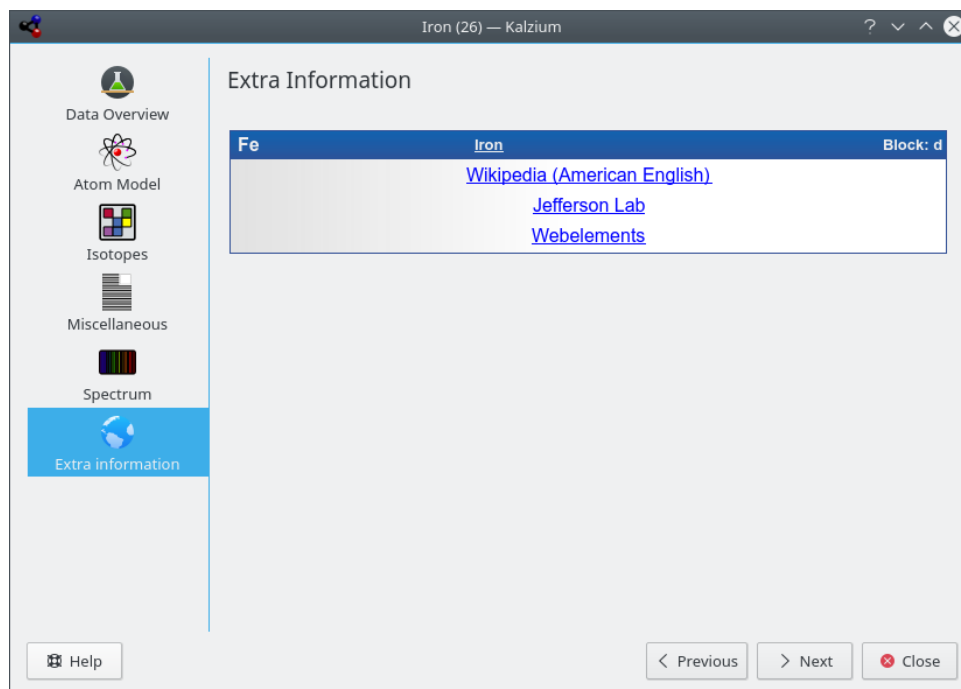 Iron (26) — Kalzium
Data Overview
Atom Model
Isotopes
Miscellaneous
Spectrum
Extra information
Extra Information
Fe Iron Block: d
Wikipedia (American English)
Jefferson Lab
Webelements
Help
Previous
Next
Close